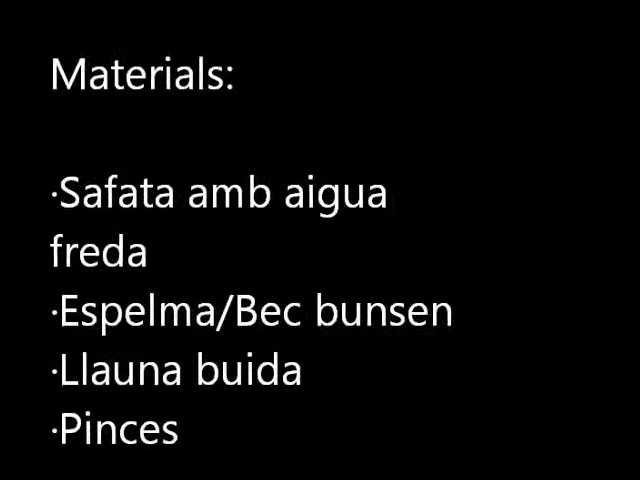 Materials:
·Safata amb aigua
freda
·Espelma/Bec bunsen
·Llauna buida
·Pinces